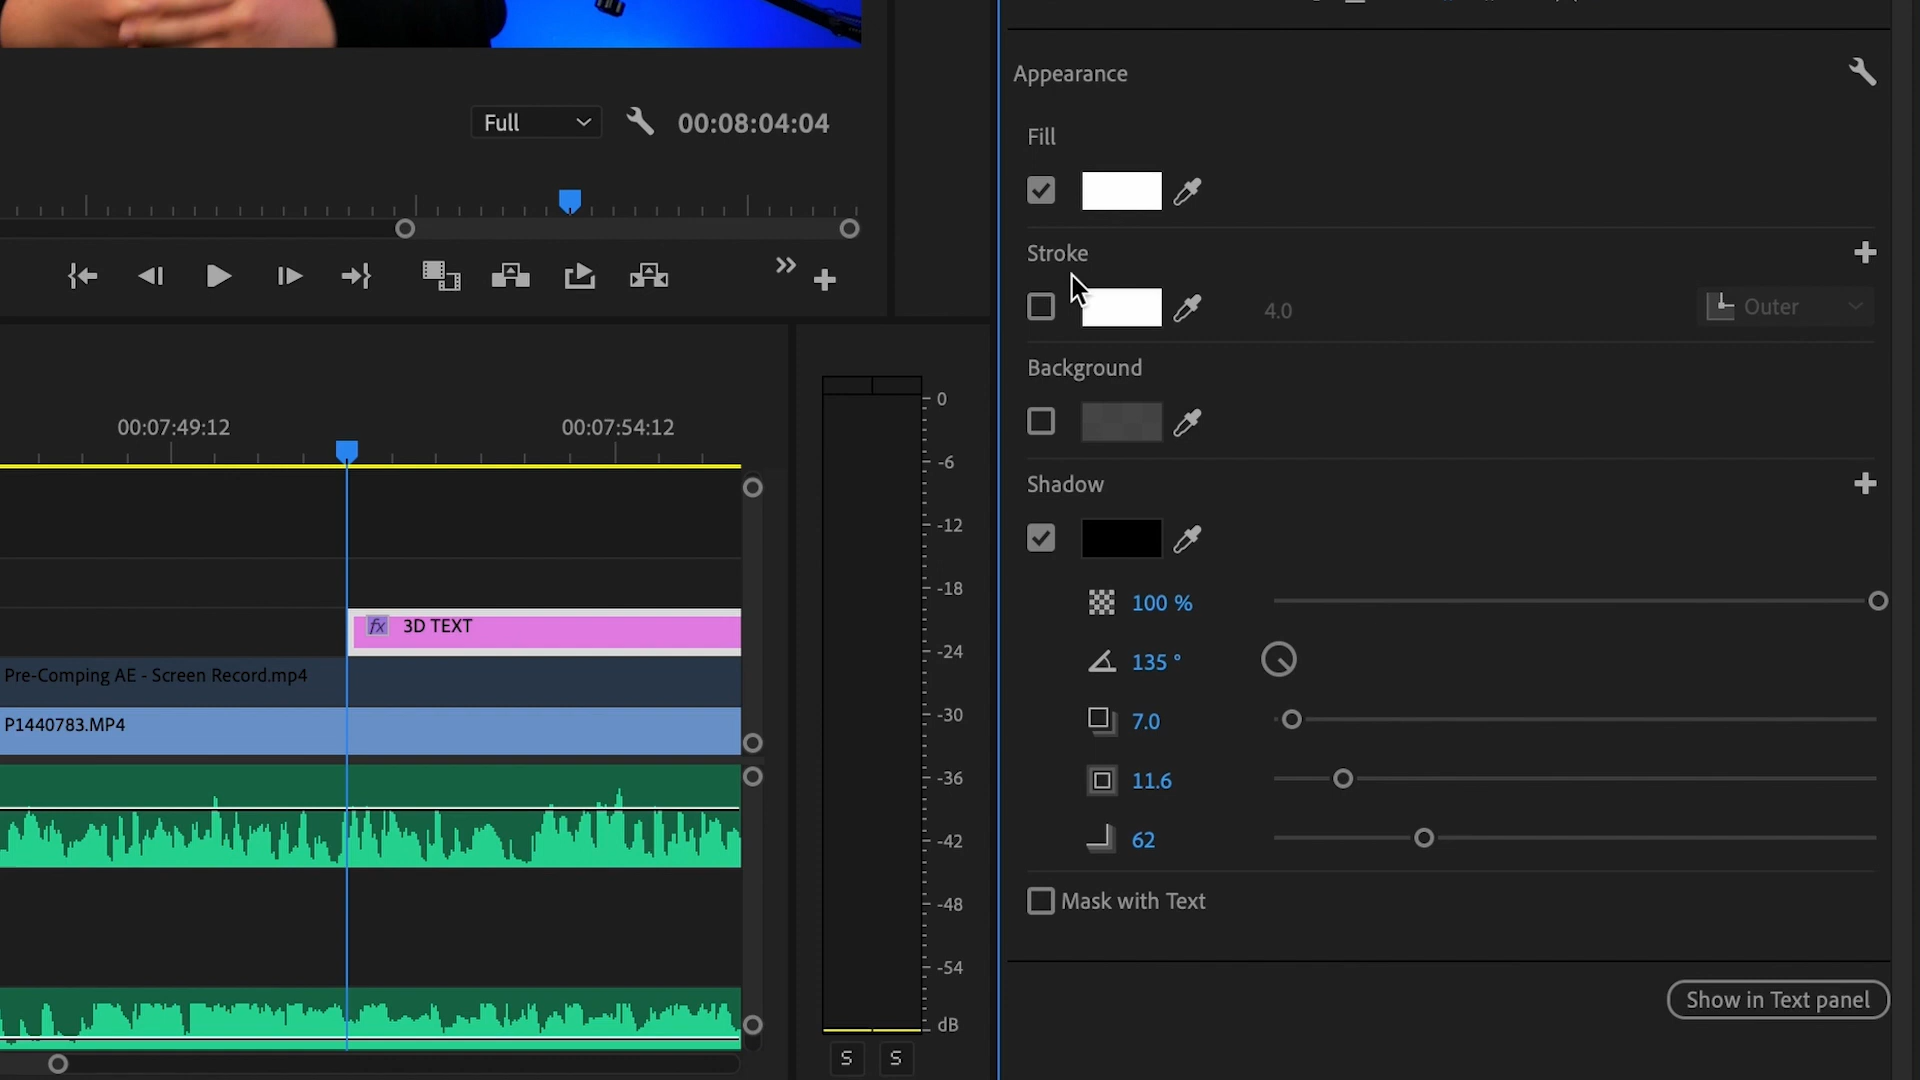 Full
00:08:04:04
00:07:49:12
00:07:54:12
fx 3D TEXT
Pre-Comping AE - Screen Record.mp4
P1440783.MP4
0
-6
-12
-18
-24
-30
-36
-42
-48
-54
dB
S S
Appearance
Fill
Stroke
4.0
Outer
Background
Shadow
100 %
135 °
7.0
11.6
62
Mask with Text
Show in Text panel